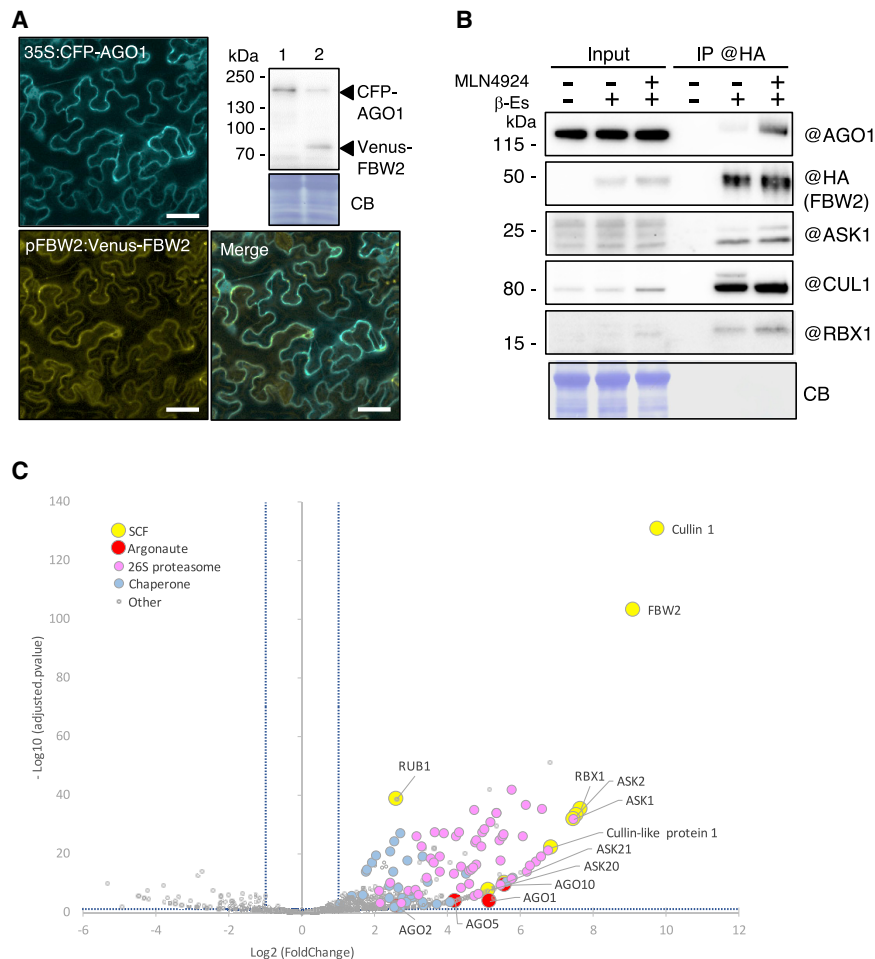 A
35S:CFP-AGO1
kDa
1 2
250 -
130 -
100 -
70 -
CFP-
AGO1
Venus-
FBW2
CB
pFBW2:Venus-FBW2
Merge
B
Input
IP @HA
MLN4924 - - + - - +
β-Es - + + - + +
kDa
115 -
@AGO1
50 -
@HA
(FBW2)
25 -
@ASK1
80 -
@CUL1
15 -
@RBX1
CB
C
140
120
100
80
60
40
20
0
- Log10 (adjusted.pvalue)
SCF
Argonaute
26S proteasome
Chaperone
Other
Cullin 1
FBW2
RUB1
RBX1
ASK2
ASK1
Cullin-like protein 1
ASK21
ASK20
AGO10
AGO1
AGO5
AGO2
-6 -4 -2 0 2 4 6 8 10 12
Log2 (FoldChange)